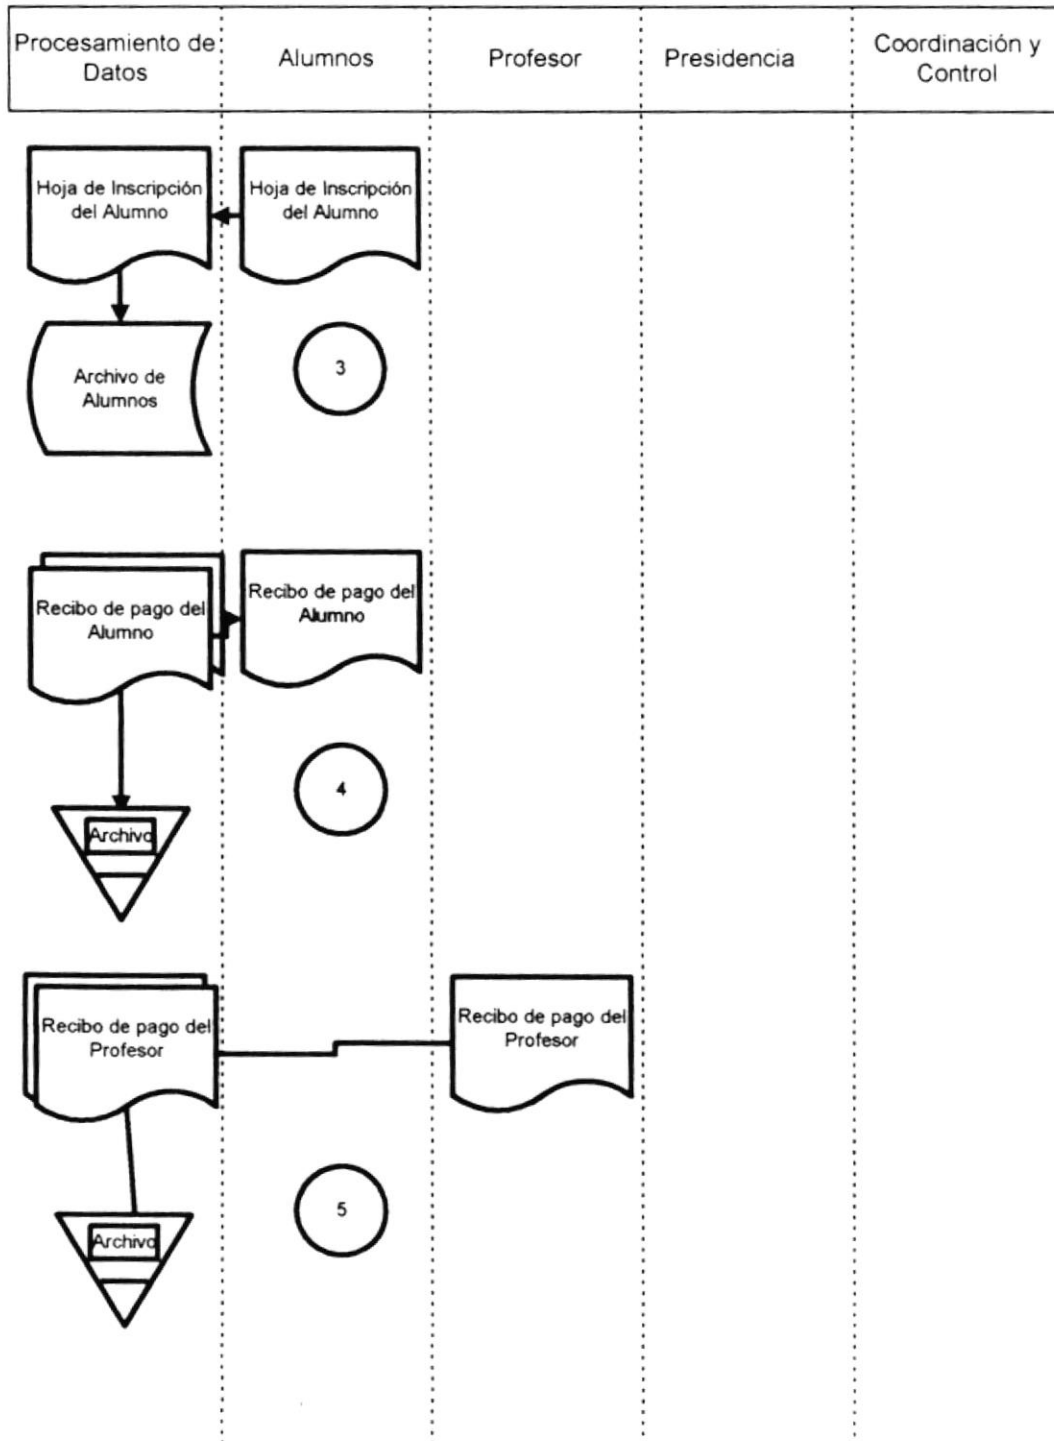 Procesamiento de
Datos
Alumnos
Profesor
Presidencia
Coordinación y
Control
Hoja de Inscripción
del Alumno
Hoja de Inscripción
del Alumno
Archivo de
Alumnos
3
Recibo de pago del
Alumno
Recibo de pago del
Alumno
4
Archivo
Recibo de pago del
Profesor
Recibo de pago del
Profesor
5
Archivo